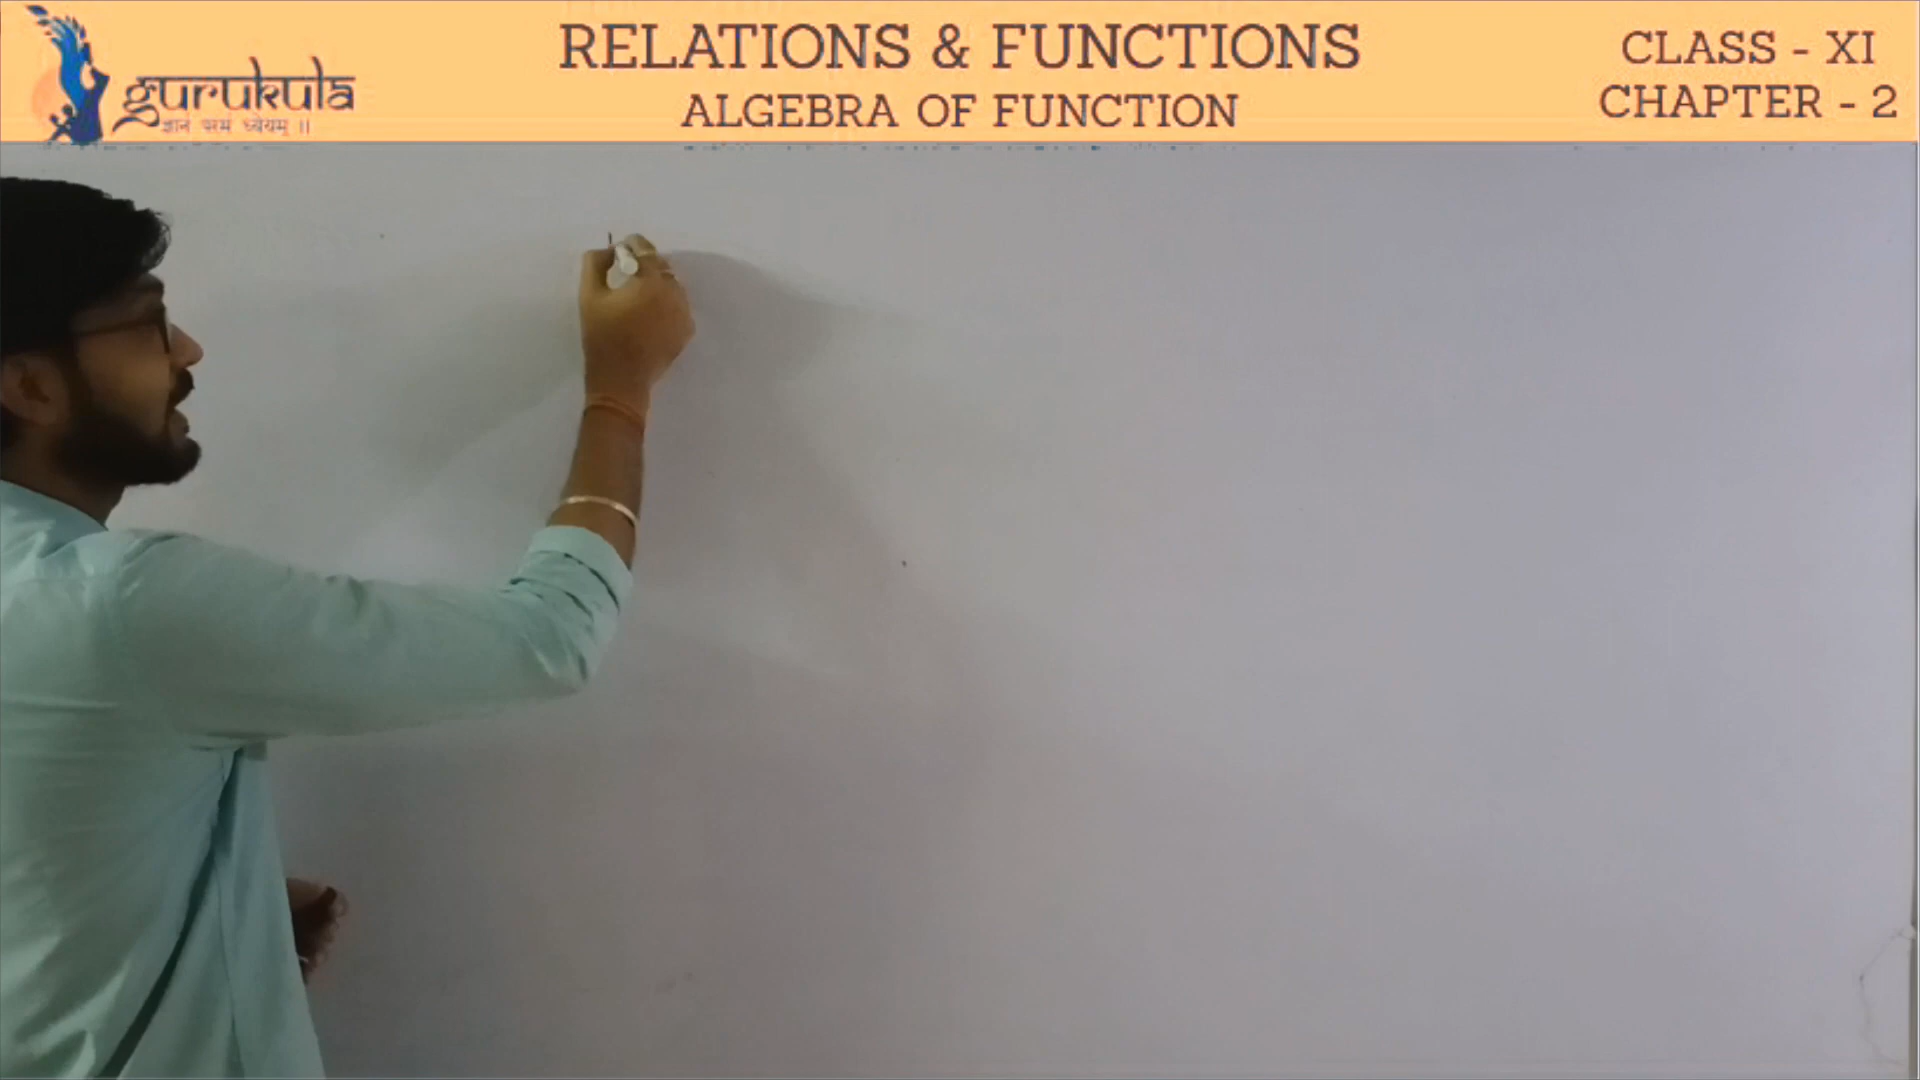 gurukula
ज्ञान परमं ध्येयम् ॥
RELATIONS & FUNCTIONS
ALGEBRA OF FUNCTION
CLASS - XI
CHAPTER - 2